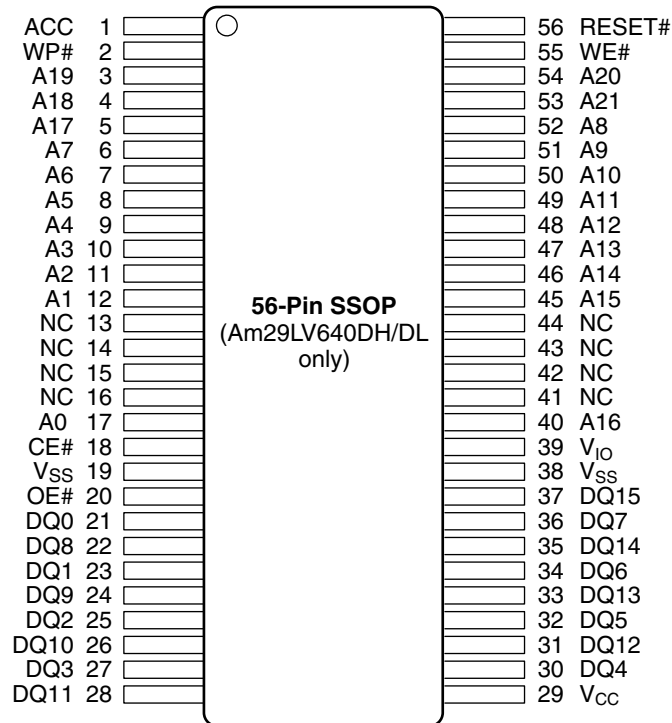 ACC 1
WP# 2
A19 3
A18 4
A17 5
A7 6
A6 7
A5 8
A4 9
A3 10
A2 11
A1 12
NC 13
NC 14
NC 15
NC 16
A0 17
CE# 18
VSS 19
OE# 20
DQ0 21
DQ8 22
DQ1 23
DQ9 24
DQ2 25
DQ10 26
DQ3 27
DQ11 28
56-Pin SSOP
(Am29LV640DH/DL
only)
56 RESET#
55 WE#
54 A20
53 A21
52 A8
51 A9
50 A10
49 A11
48 A12
47 A13
46 A14
45 A15
44 NC
43 NC
42 NC
41 NC
40 A16
39 VIO
38 VSS
37 DQ15
36 DQ7
35 DQ14
34 DQ6
33 DQ13
32 DQ5
31 DQ12
30 DQ4
29 VCC